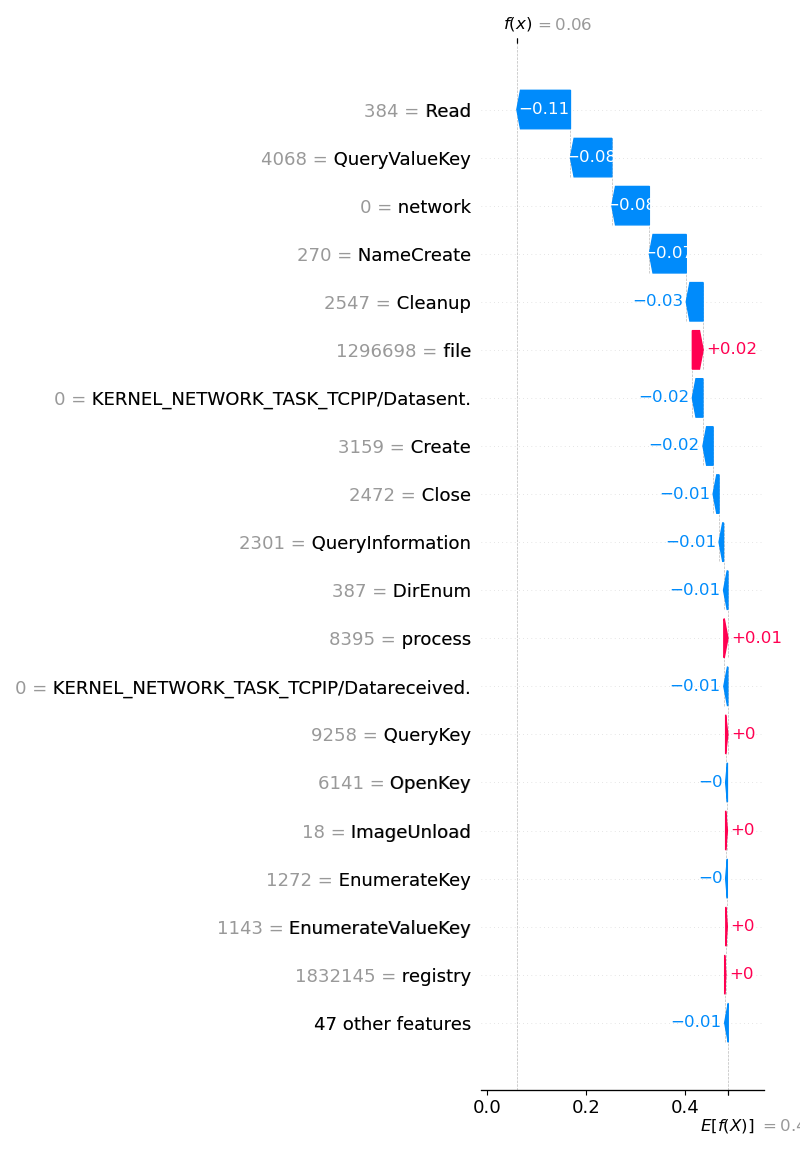 f(x) = 0.06
384 = Read −0.11
4068 = QueryValueKey −0.08
0 = network −0.08
270 = NameCreate −0.07
2547 = Cleanup −0.03
1296698 = file +0.02
0 = KERNEL_NETWORK_TASK_TCPIP/Datasent. −0.02
3159 = Create −0.02
2472 = Close −0.01
2301 = QueryInformation −0.01
387 = DirEnum −0.01
8395 = process +0.01
0 = KERNEL_NETWORK_TASK_TCPIP/Datareceived. −0.01
9258 = QueryKey +0
6141 = OpenKey −0
18 = ImageUnload +0
1272 = EnumerateKey −0
1143 = EnumerateValueKey +0
1832145 = registry +0
47 other features −0.01
0.0 0.2 0.4
E[f(X)] = 0.4